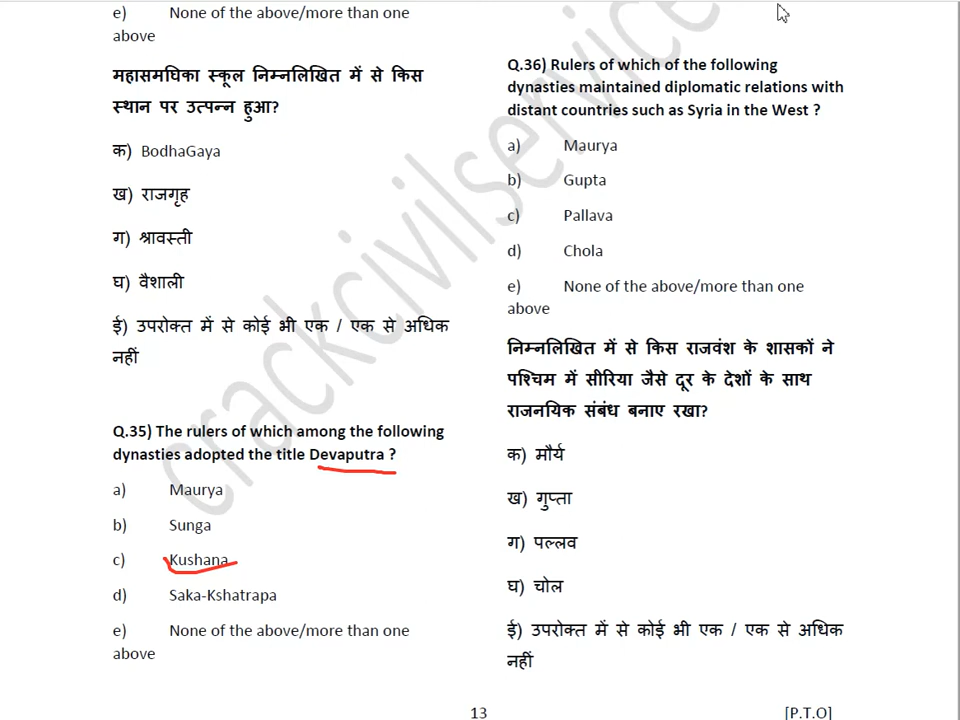 e) None of the above/more than one
above
महासमघिका स्कूल निम्नलिखित में से किस
स्थान पर उत्पन्न हुआ?
क) BodhaGaya
ख) राजगृह
ग) श्रावस्ती
घ) वैशाली
ई) उपरोक्त में से कोई भी एक / एक से अधिक
नहीं
Q.35) The rulers of which among the following
dynasties adopted the title Devaputra ?
a) Maurya
b) Sunga
c) Kushana
d) Saka-Kshatrapa
e) None of the above/more than one
above
Q.36) Rulers of which of the following
dynasties maintained diplomatic relations with
distant countries such as Syria in the West ?
a) Maurya
b) Gupta
c) Pallava
d) Chola
e) None of the above/more than one
above
निम्नलिखित में से किस राजवंश के शासकों ने
पश्चिम में सीरिया जैसे दूर के देशों के साथ
राजनयिक संबंध बनाए रखा?
क) मौर्य
ख) गुप्ता
ग) पल्लव
घ) चोल
ई) उपरोक्त में से कोई भी एक / एक से अधिक
नहीं
13 [P.T.O]
crackcivilservice